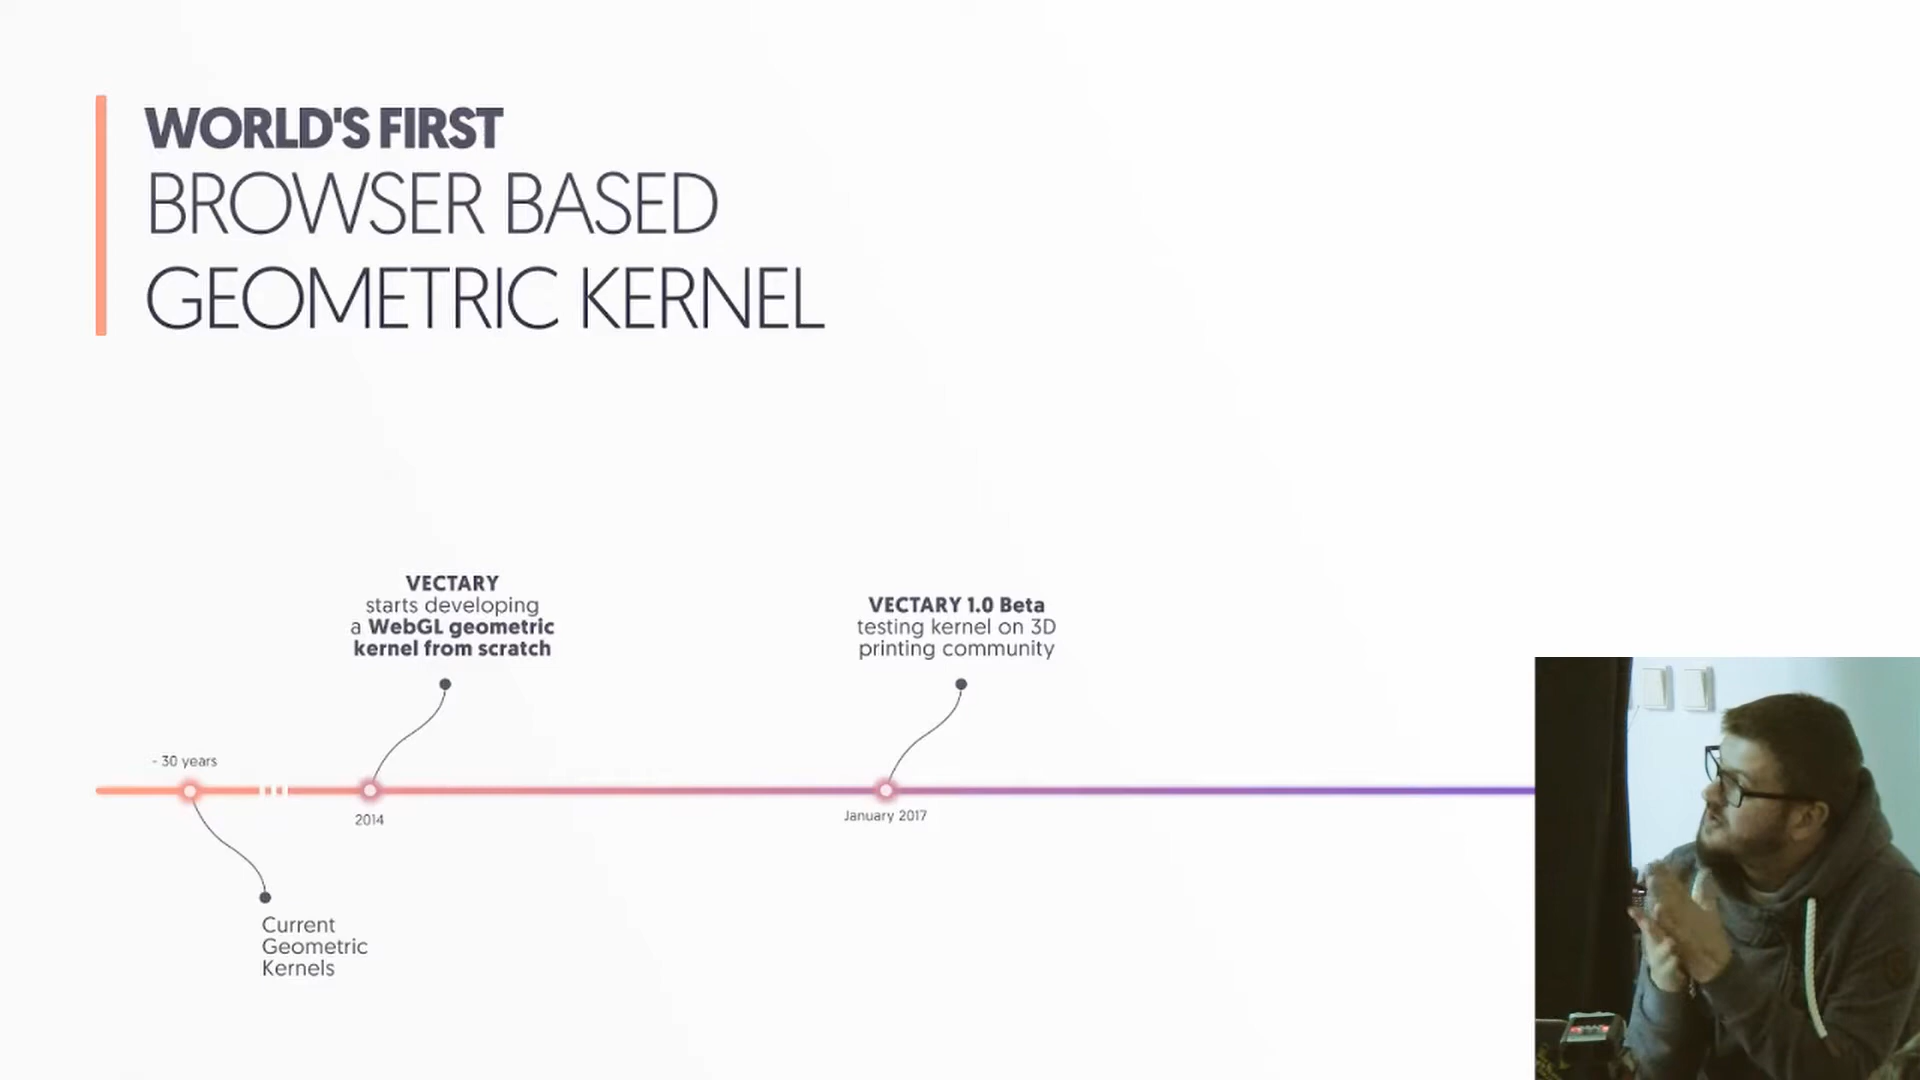 WORLD'S FIRST
BROWSER BASED
GEOMETRIC KERNEL
VECTARY
starts developing
a WebGL geometric
kernel from scratch
VECTARY 1.0 Beta
testing kernel on 3D
printing community
- 30 years
2014
January 2017
Current
Geometric
Kernels